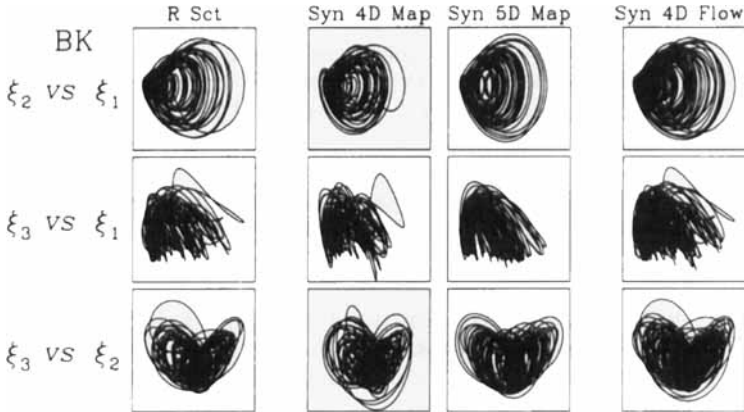 R Sct Syn 4D Map Syn 5D Map Syn 4D Flow
BK
ξ₂ VS ξ₁
ξ₃ VS ξ₁
ξ₃ VS ξ₂